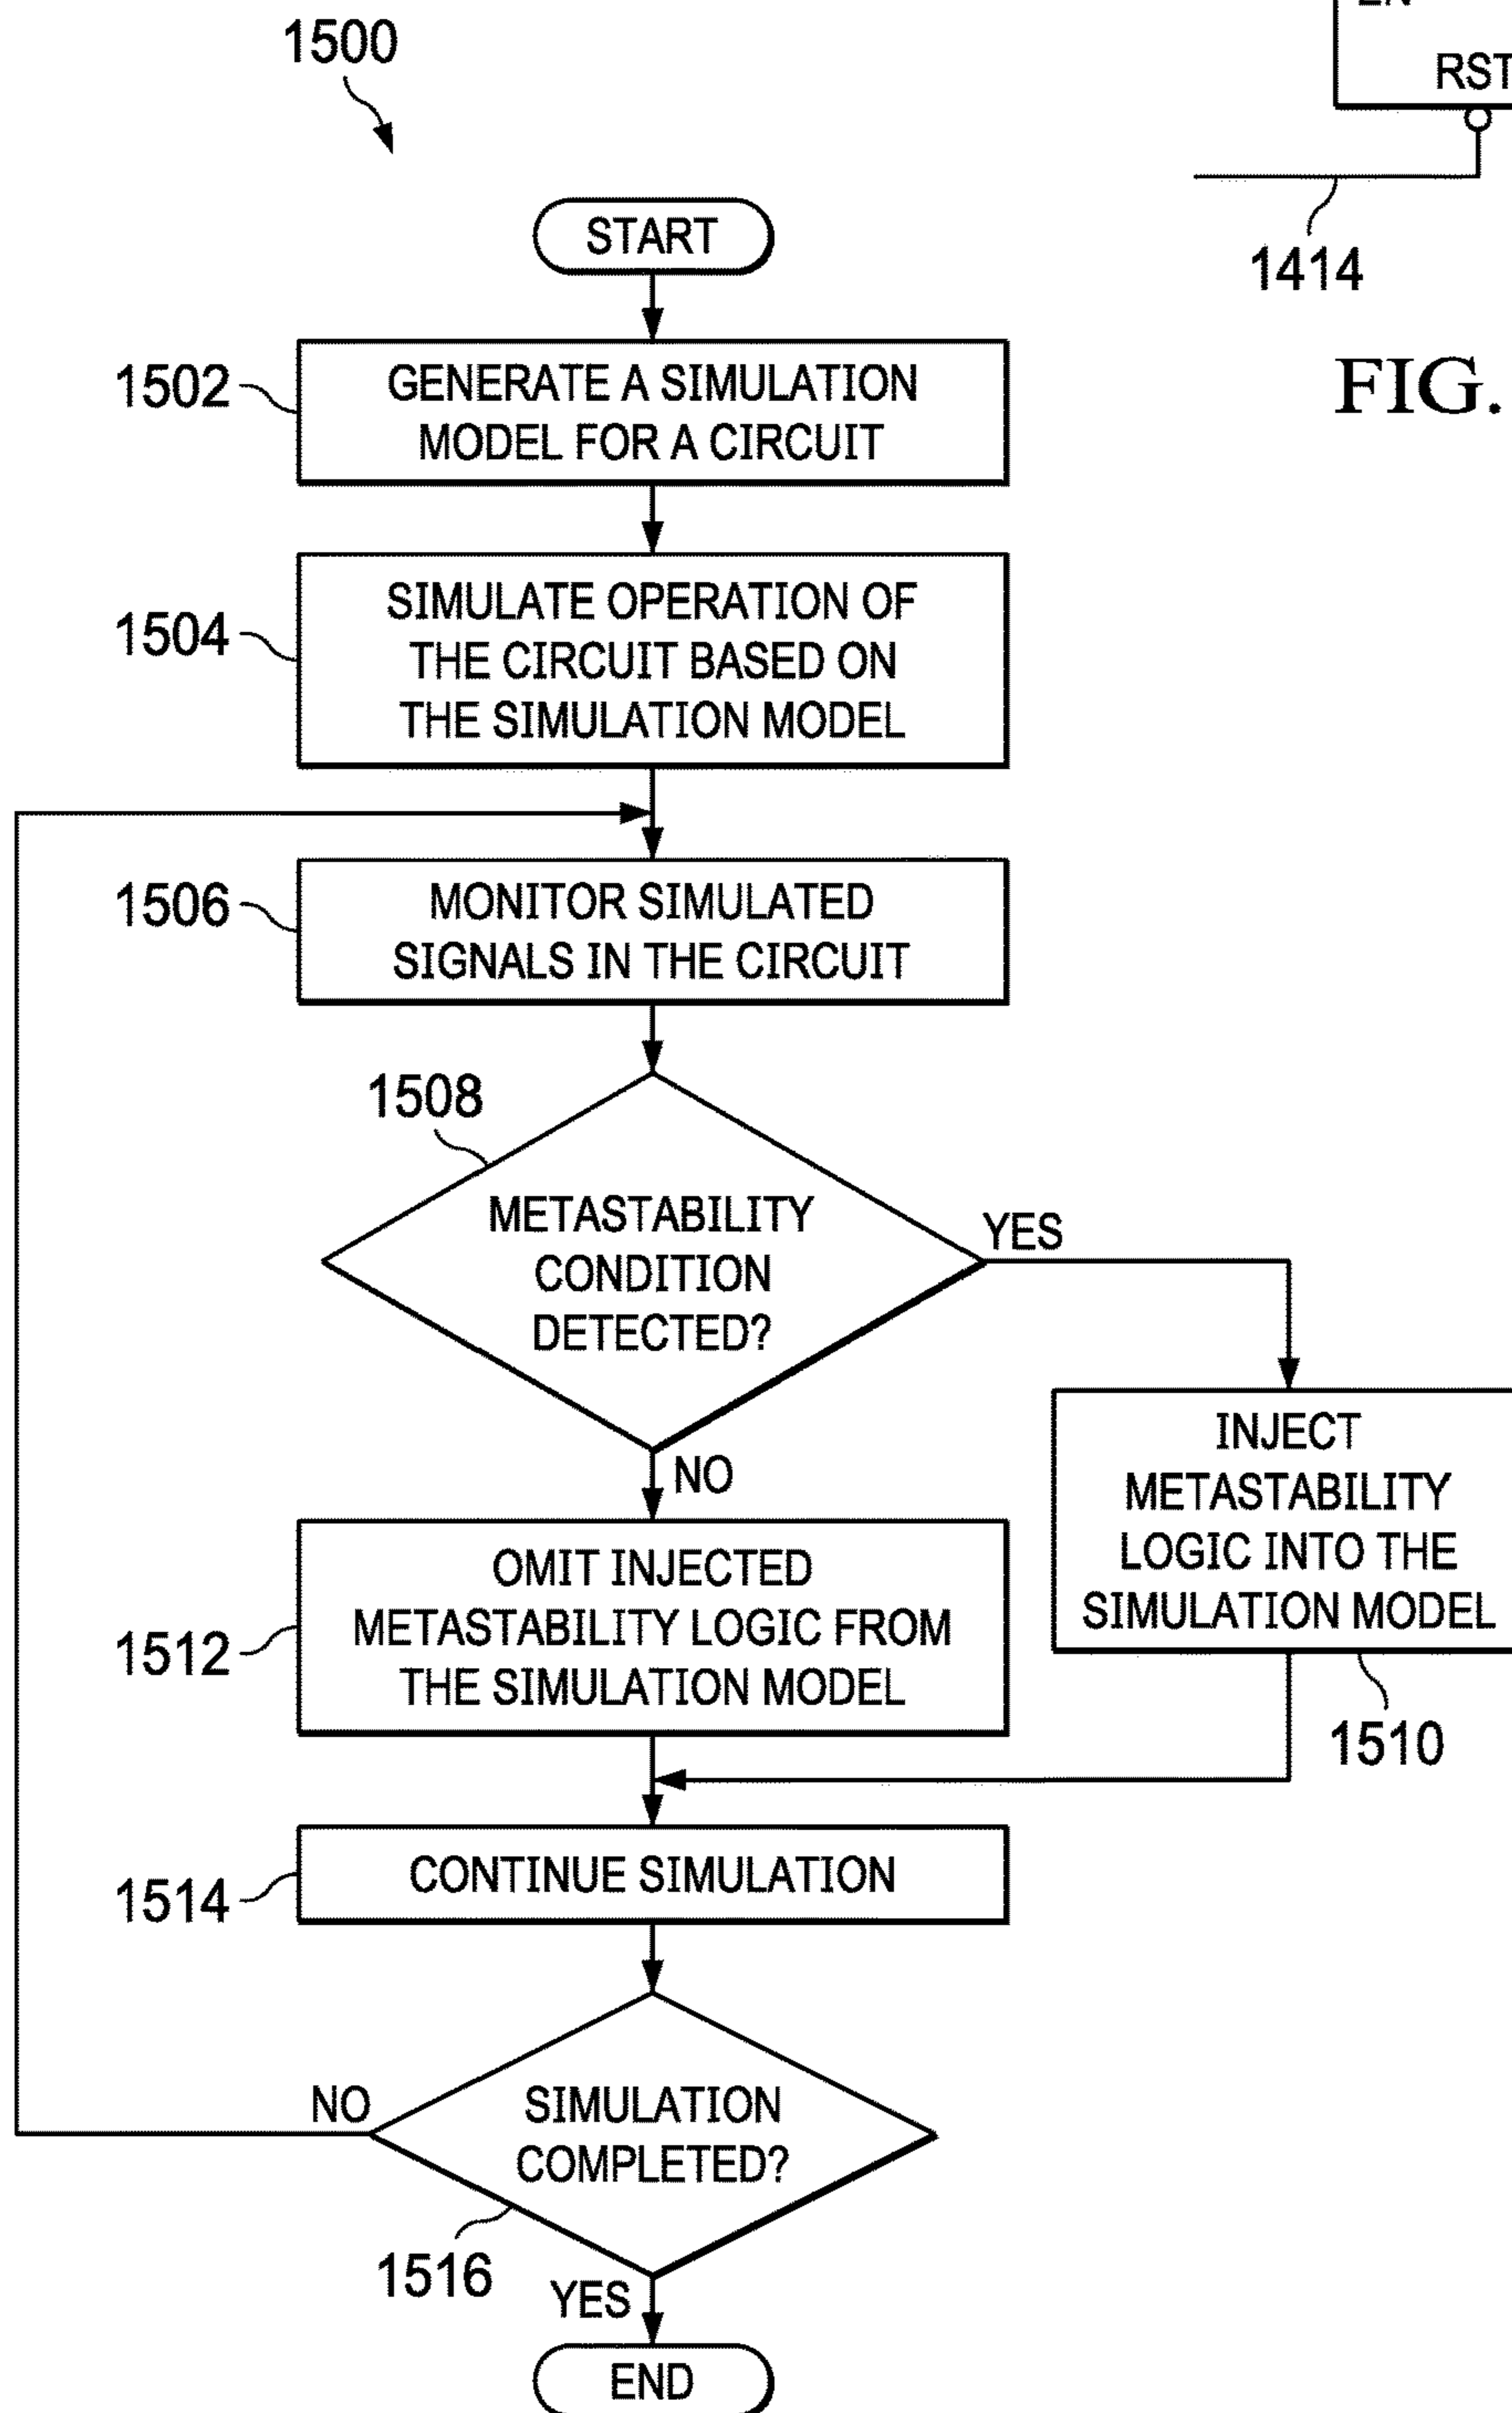 1500
RST
1414
FIG.
START
1502
GENERATE A SIMULATION
MODEL FOR A CIRCUIT
1504
SIMULATE OPERATION OF
THE CIRCUIT BASED ON
THE SIMULATION MODEL
1506
MONITOR SIMULATED
SIGNALS IN THE CIRCUIT
1508
METASTABILITY
CONDITION
DETECTED?
YES
NO
INJECT
METASTABILITY
LOGIC INTO THE
SIMULATION MODEL
1510
1512
OMIT INJECTED
METASTABILITY LOGIC FROM
THE SIMULATION MODEL
1514
CONTINUE SIMULATION
NO
SIMULATION
COMPLETED?
1516
YES
END